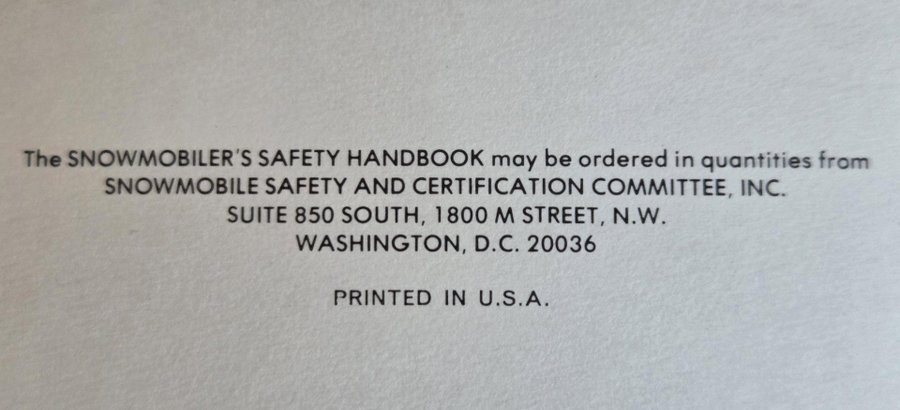 The SNOWMOBILER'S SAFETY HANDBOOK may be ordered in quantities from
SNOWMOBILE SAFETY AND CERTIFICATION COMMITTEE, INC.
SUITE 850 SOUTH, 1800 M STREET, N.W.
WASHINGTON, D.C. 20036
PRINTED IN U.S.A.